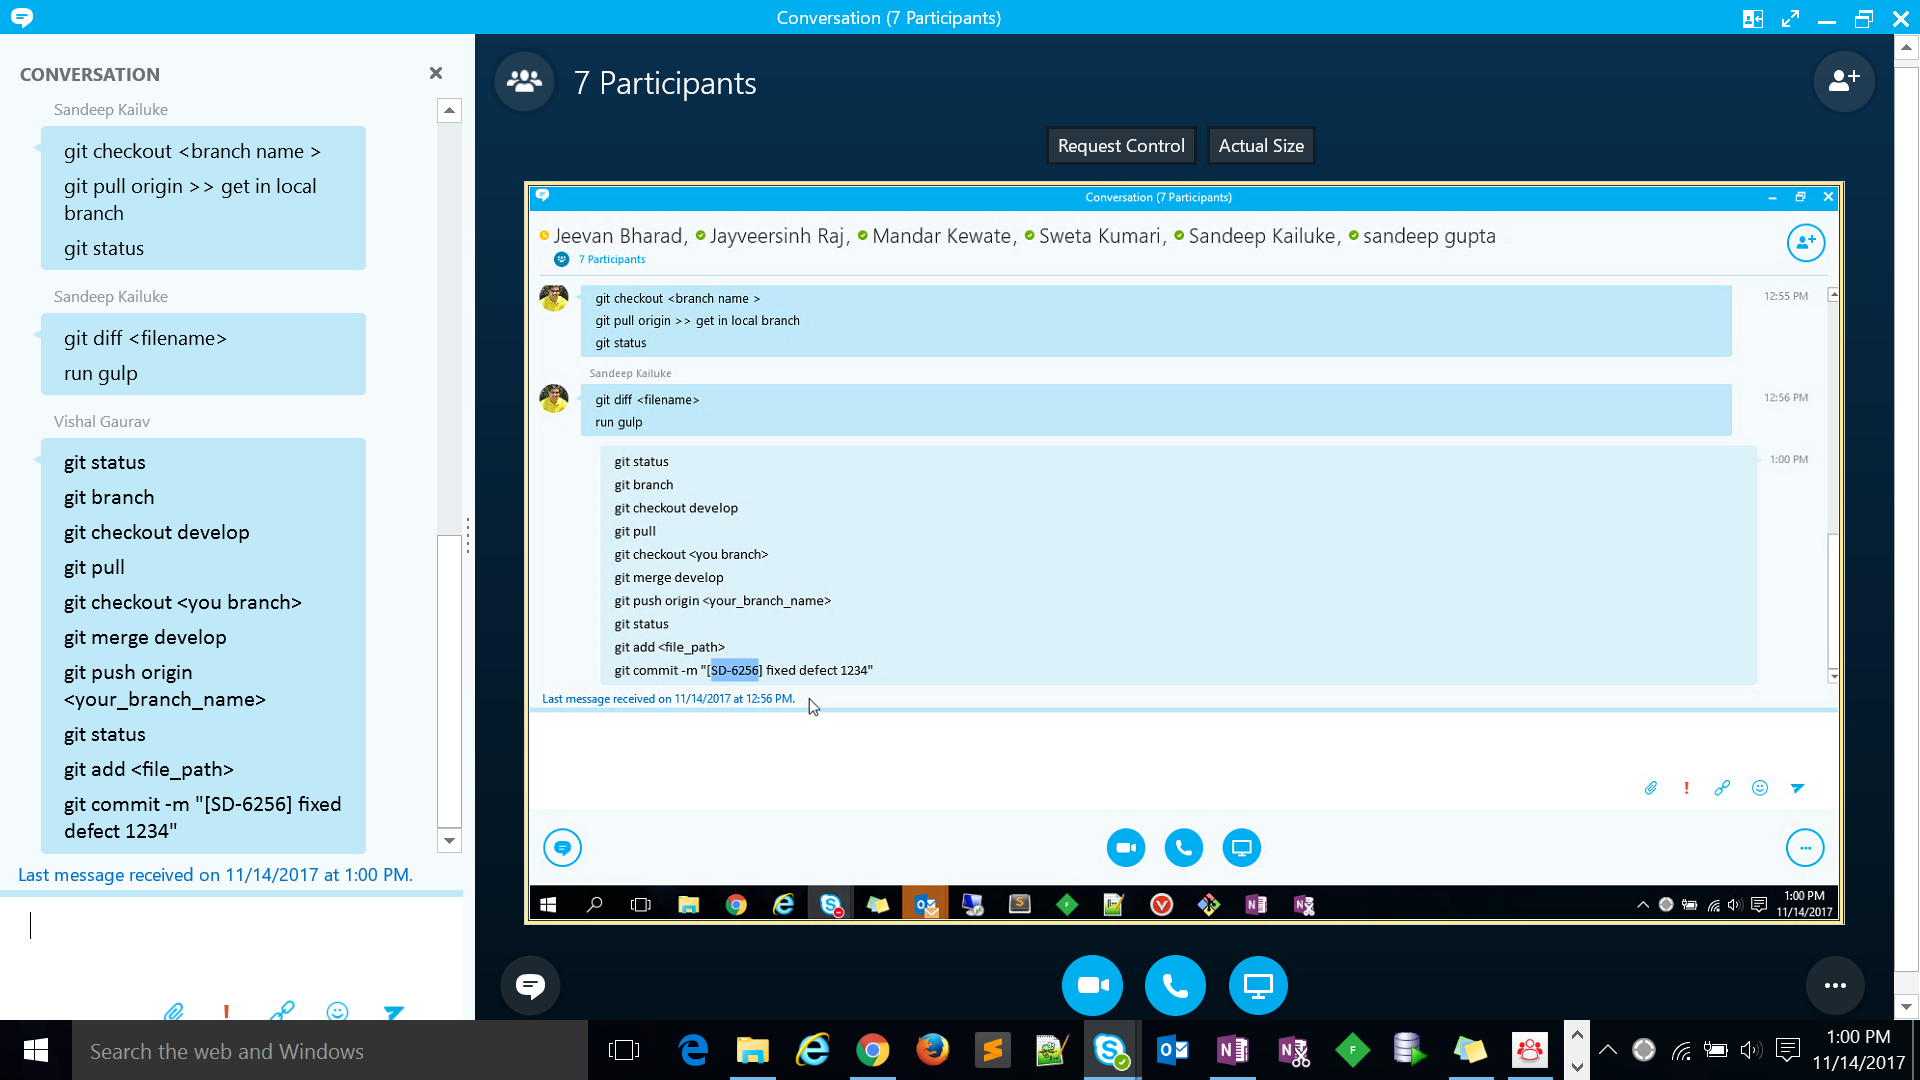 Conversation (7 Participants)
CONVERSATION
Sandeep Kailuke
git checkout <branch name >
git pull origin >> get in local
branch
git status
Sandeep Kailuke
git diff <filename>
run gulp
Vishal Gaurav
git status
git branch
git checkout develop
git pull
git checkout <you branch>
git merge develop
git push origin
<your_branch_name>
git status
git add <file_path>
git commit -m "[SD-6256] fixed
defect 1234"
Last message received on 11/14/2017 at 1:00 PM.
7 Participants
Request Control
Actual Size
Conversation (7 Participants)
Jeevan Bharad, Jayveersinh Raj, Mandar Kewate, Sweta Kumari, Sandeep Kailuke, sandeep gupta
7 Participants
git checkout <branch name >
12:55 PM
git pull origin >> get in local branch
git status
Sandeep Kailuke
git diff <filename>
12:56 PM
run gulp
git status
1:00 PM
git branch
git checkout develop
git pull
git checkout <you branch>
git merge develop
git push origin <your_branch_name>
git status
git add <file_path>
git commit -m "[SD-6256] fixed defect 1234"
Last message received on 11/14/2017 at 12:56 PM.
1:00 PM
11/14/2017
Search the web and Windows
1:00 PM
11/14/2017